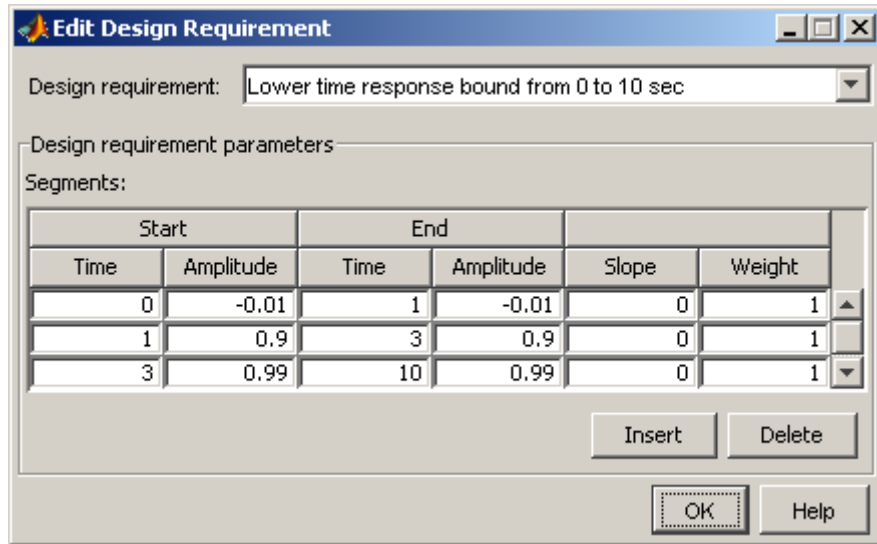 Edit Design Requirement
Design requirement: Lower time response bound from 0 to 10 sec
Design requirement parameters
Segments:
Start End
Time Amplitude Time Amplitude Slope Weight
0 -0.01 1 -0.01 0 1
1 0.9 3 0.9 0 1
3 0.99 10 0.99 0 1
Insert Delete
OK Help